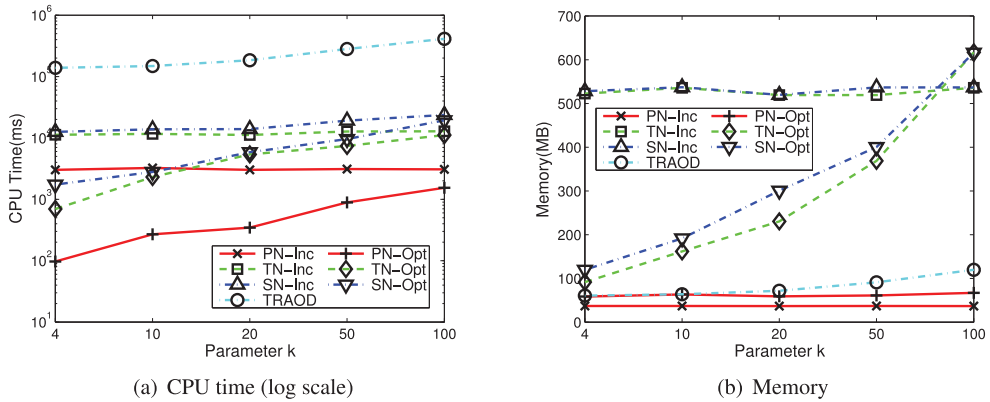 10^6
10^5
10^4
10^3
10^2
10^1
CPU Time(ms)
4 10 20 50 100
Parameter k
PN-Inc PN-Opt
TN-Inc TN-Opt
SN-Inc SN-Opt
TRAOD
(a) CPU time (log scale)
700
600
500
400
300
200
100
0
Memory(MB)
4 10 20 50 100
Parameter k
PN-Inc PN-Opt
TN-Inc TN-Opt
SN-Inc SN-Opt
TRAOD
(b) Memory